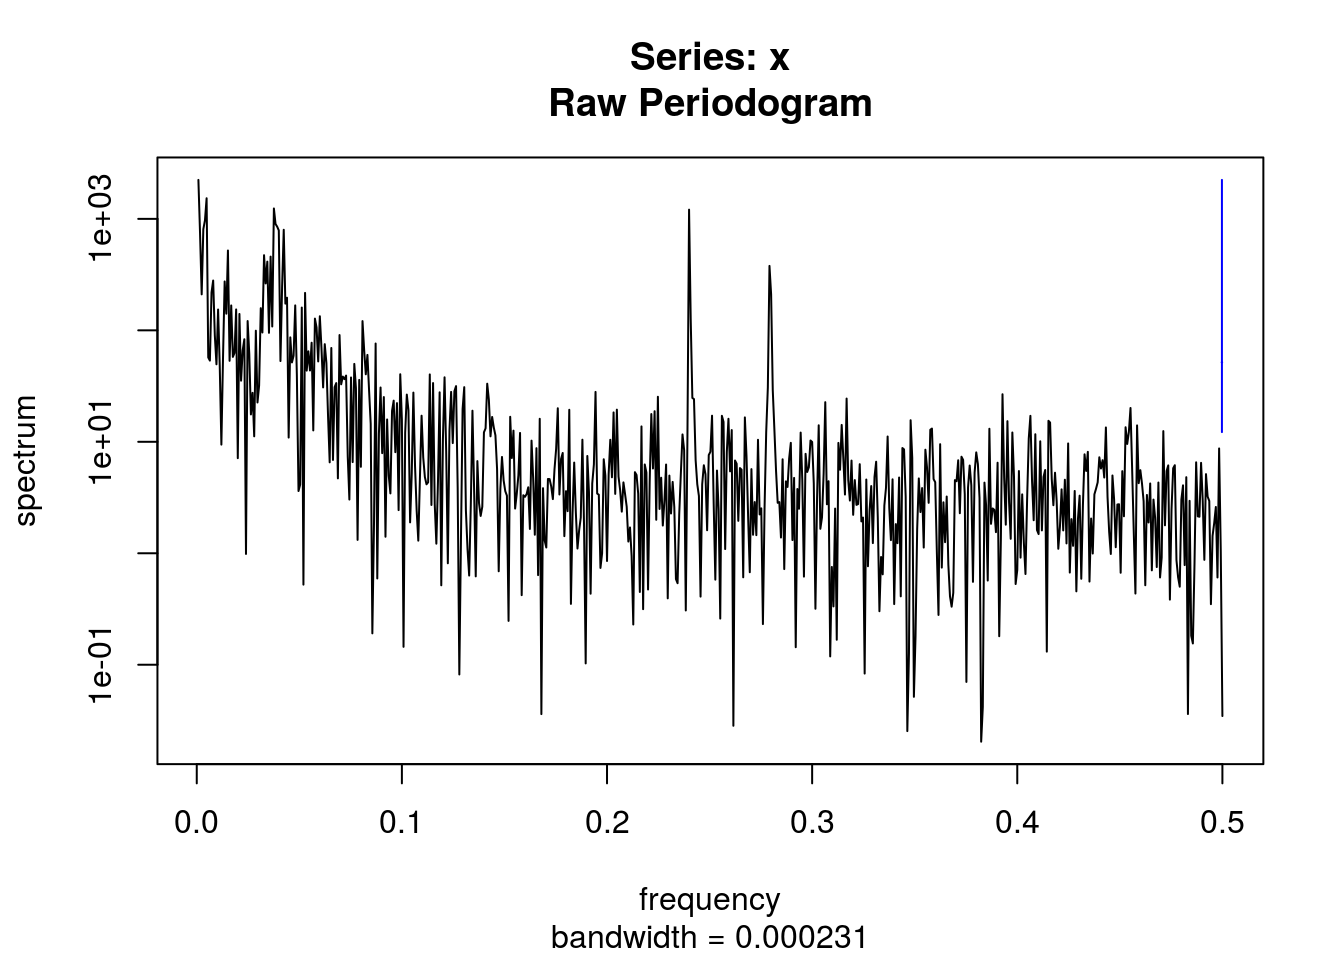 Series: x
Raw Periodogram
spectrum
1e+03
1e+01
1e-01
0.0 0.1 0.2 0.3 0.4 0.5
frequency
bandwidth = 0.000231